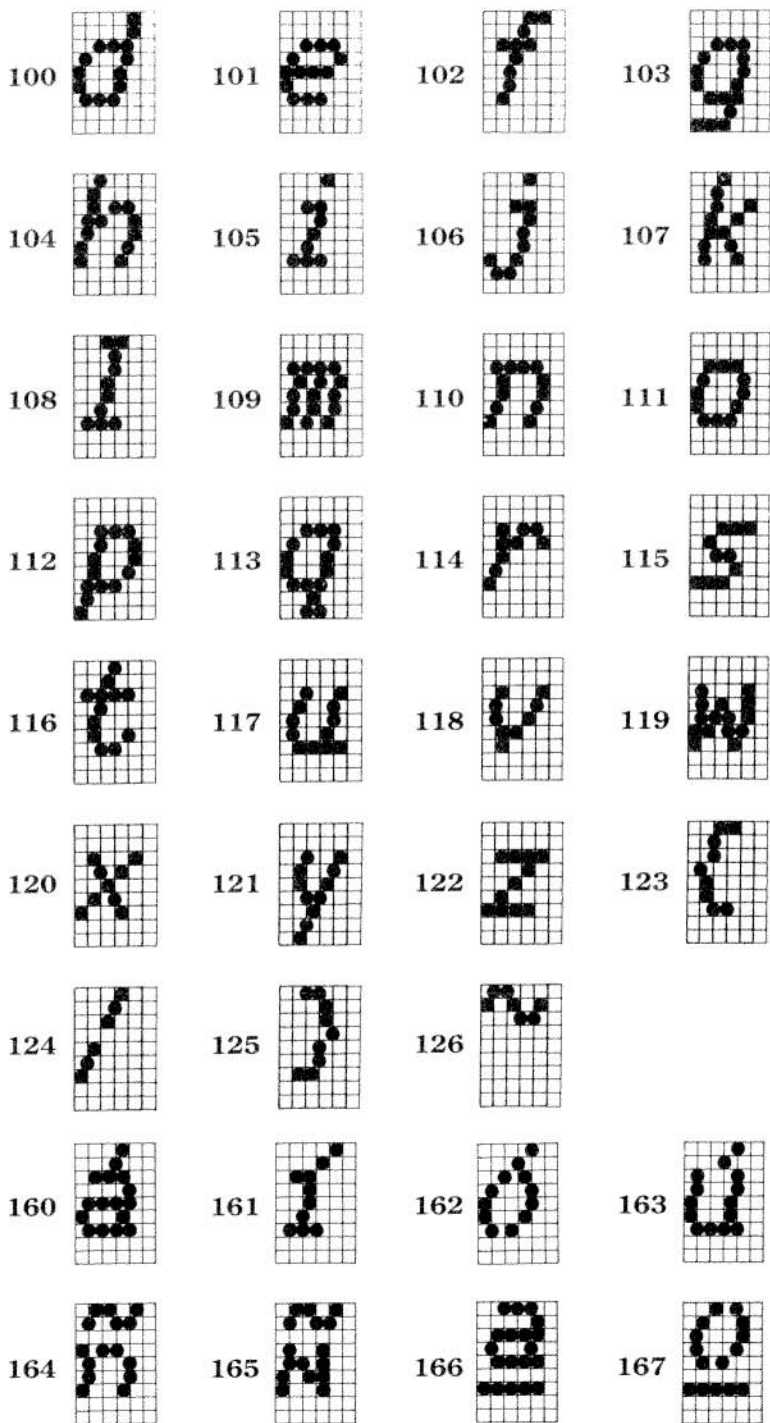 100 d 101 e 102 f 103 g
104 h 105 i 106 j 107 k
108 l 109 m 110 n 111 o
112 p 113 q 114 r 115 s
116 t 117 u 118 v 119 w
120 x 121 y 122 z 123 {
124 | 125 } 126 ~
160 á 161 í 162 ó 163 ú
164 ñ 165 Ñ 166 ª 167 º